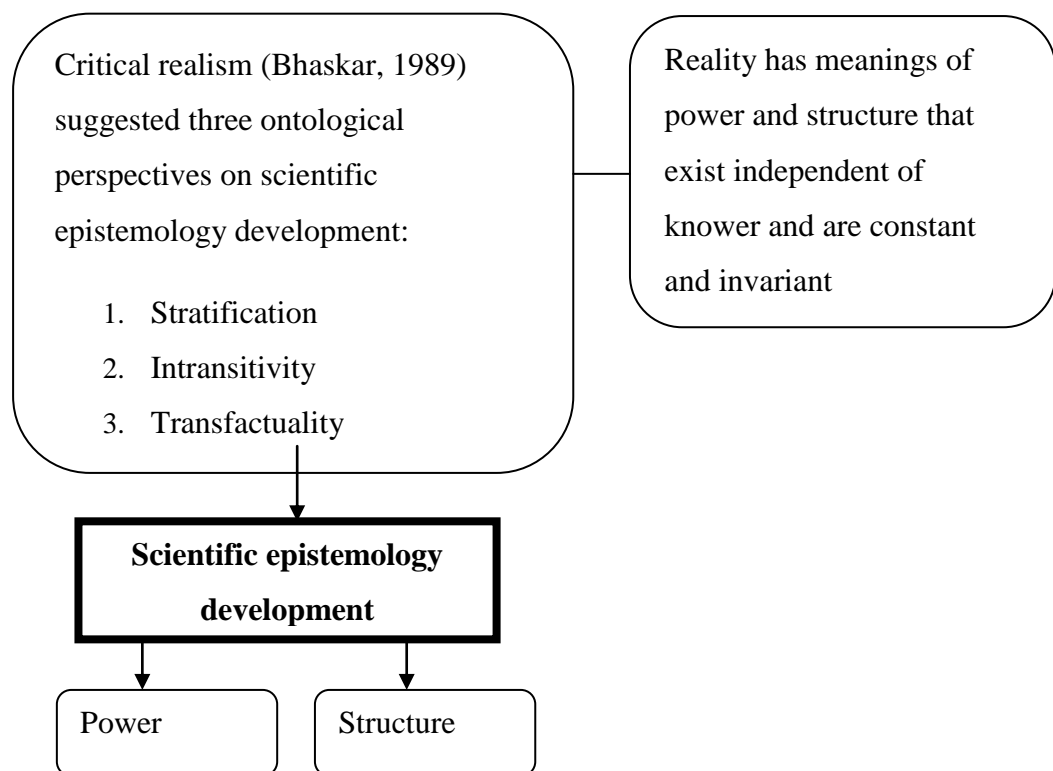 Critical realism (Bhaskar, 1989)
suggested three ontological
perspectives on scientific
epistemology development:
1. Stratification
2. Intransitivity
3. Transfactuality
Reality has meanings of
power and structure that
exist independent of
knower and are constant
and invariant
Scientific epistemology
development
Power
Structure